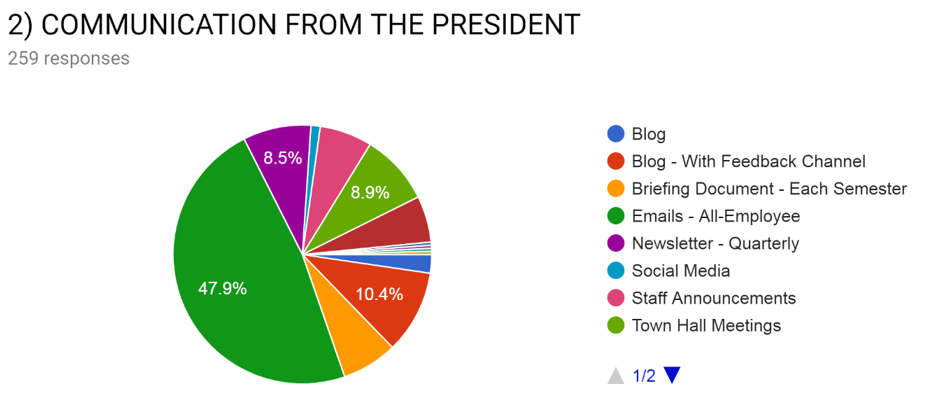 2) COMMUNICATION FROM THE PRESIDENT
259 responses
8.5%
8.9%
47.9%
10.4%
Blog
Blog - With Feedback Channel
Briefing Document - Each Semester
Emails - All-Employee
Newsletter - Quarterly
Social Media
Staff Announcements
Town Hall Meetings
1/2